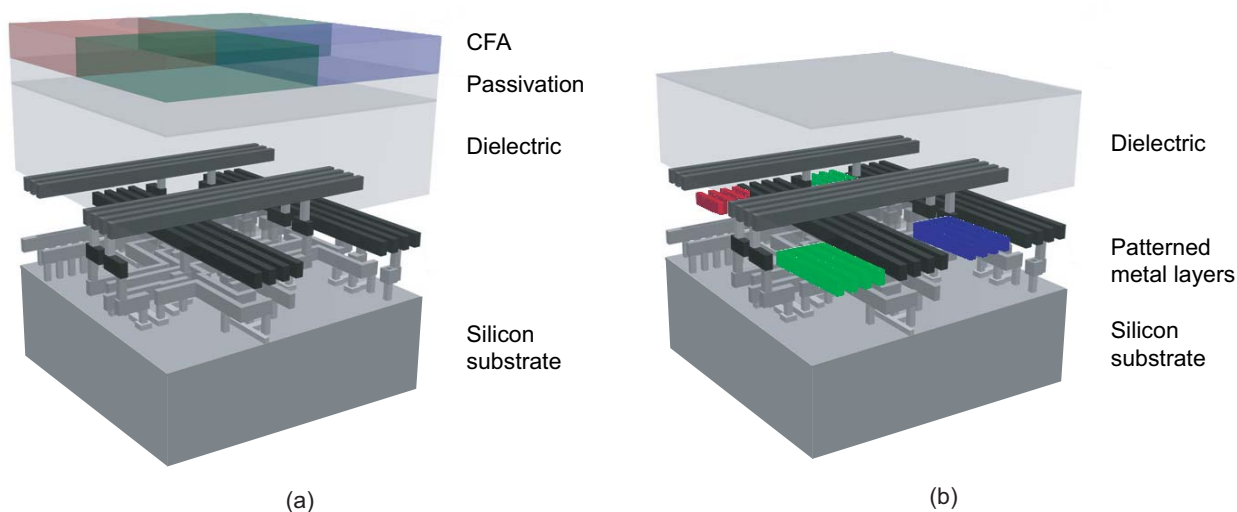 CFA
Passivation
Dielectric
Silicon
substrate
(a)
Dielectric
Patterned
metal layers
Silicon
substrate
(b)